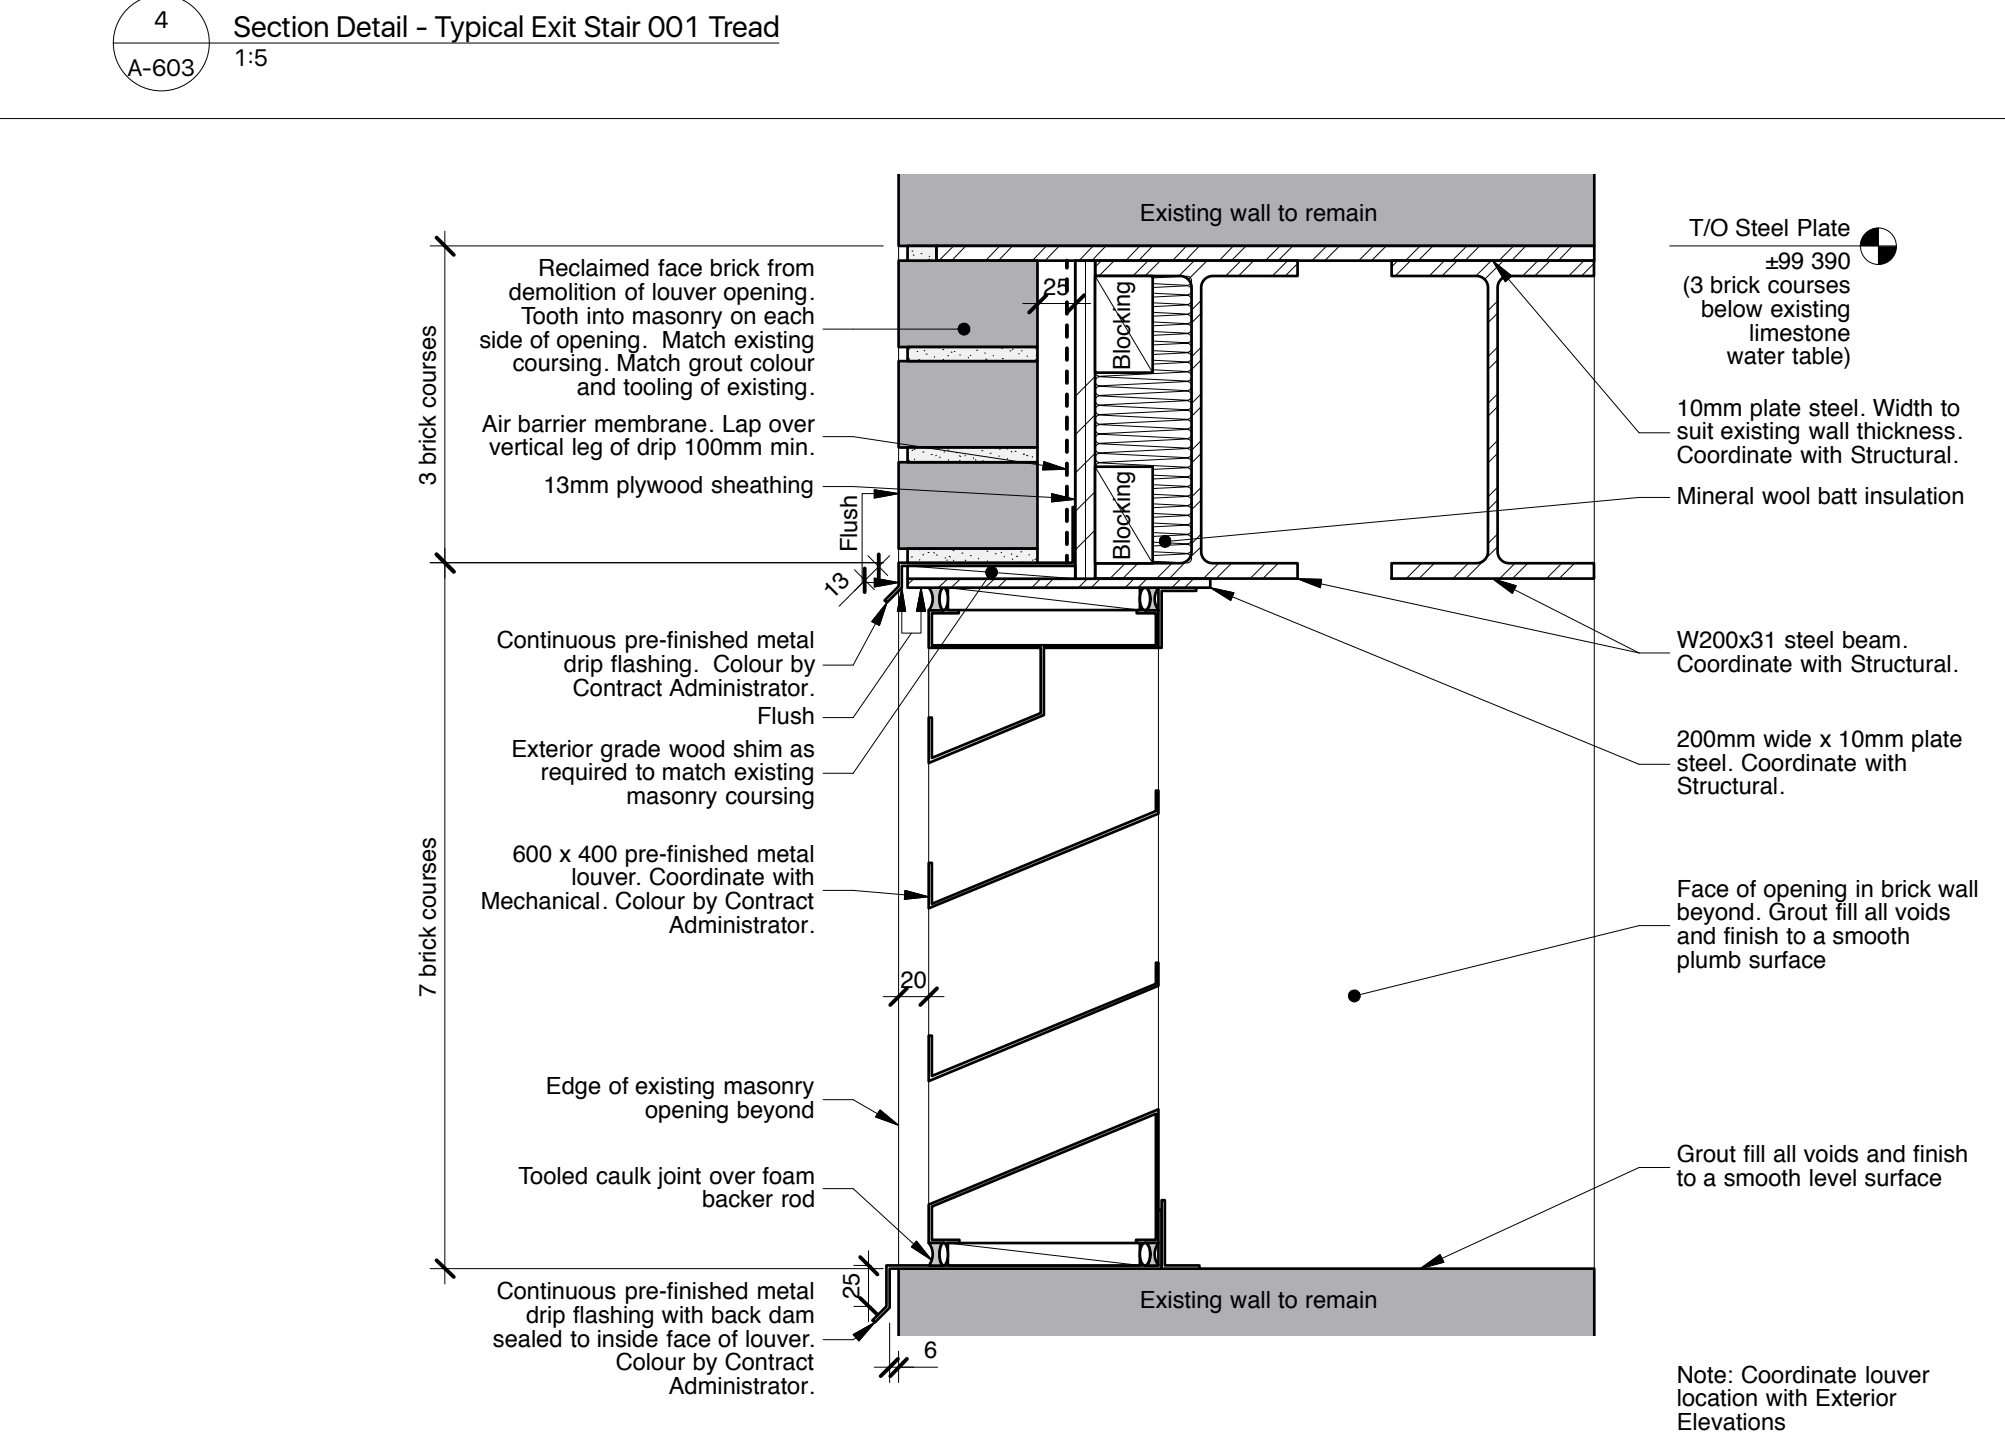 4
A-603
Section Detail - Typical Exit Stair 001 Tread
1:5
Existing wall to remain
T/O Steel Plate
±99 390
(3 brick courses
below existing
limestone
water table)
3 brick courses
Reclaimed face brick from
demolition of louver opening.
Tooth into masonry on each
side of opening.  Match existing
coursing. Match grout colour
and tooling of existing.
25
Blocking
Blocking
Air barrier membrane. Lap over
vertical leg of drip 100mm min.
13mm plywood sheathing
Flush
13
10mm plate steel. Width to
suit existing wall thickness.
Coordinate with Structural.
Mineral wool batt insulation
Continuous pre-finished metal
drip flashing.  Colour by
Contract Administrator.
Flush
Exterior grade wood shim as
required to match existing
masonry coursing
W200x31 steel beam.
Coordinate with Structural.
200mm wide x 10mm plate
steel. Coordinate with
Structural.
7 brick courses
600 x 400 pre-finished metal
louver. Coordinate with
Mechanical. Colour by Contract
Administrator.
Face of opening in brick wall
beyond. Grout fill all voids
and finish to a smooth
plumb surface
20
Edge of existing masonry
opening beyond
Tooled caulk joint over foam
backer rod
Grout fill all voids and finish
to a smooth level surface
Continuous pre-finished metal
drip flashing with back dam
sealed to inside face of louver.
Colour by Contract
Administrator.
25
6
Existing wall to remain
Note: Coordinate louver
location with Exterior
Elevations